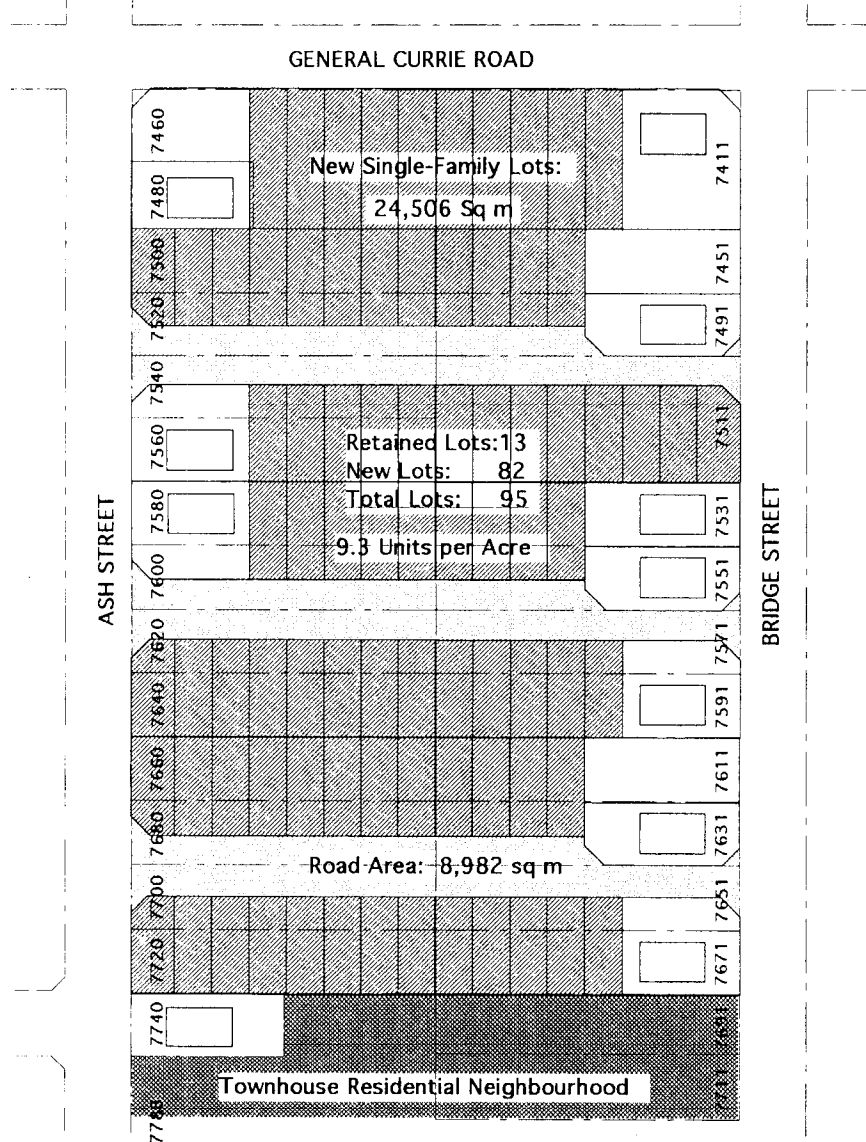 GENERAL CURRIE ROAD
7460
7480
7500
7520
7540
7560
7580
7600
7620
7640
7660
7680
7700
7720
7740
7788
ASH STREET
New Single-Family Lots:
24,506 Sq m
Retained Lots:13
New Lots: 82
Total Lots: 95
9.3 Units per Acre
Road Area: 8,982 sq m
Townhouse Residential Neighbourhood
7411
7451
7491
7511
7531
7551
7571
7591
7611
7631
7651
7671
7691
7711
BRIDGE STREET